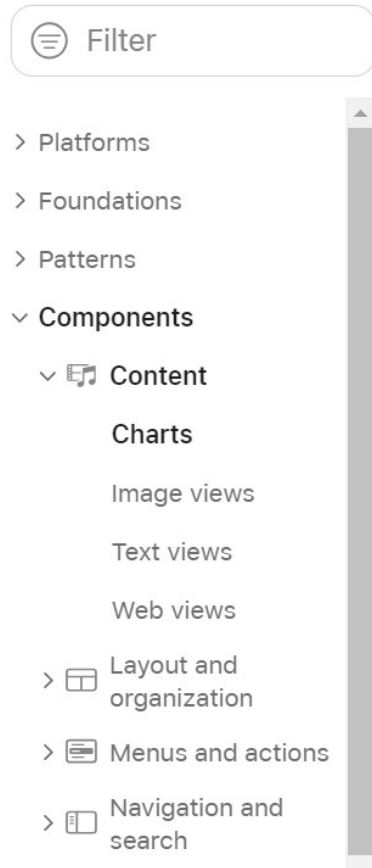 Filter
Platforms
Foundations
Patterns
Components
Content
Charts
Image views
Text views
Web views
Layout and
organization
Menus and actions
Navigation and
search